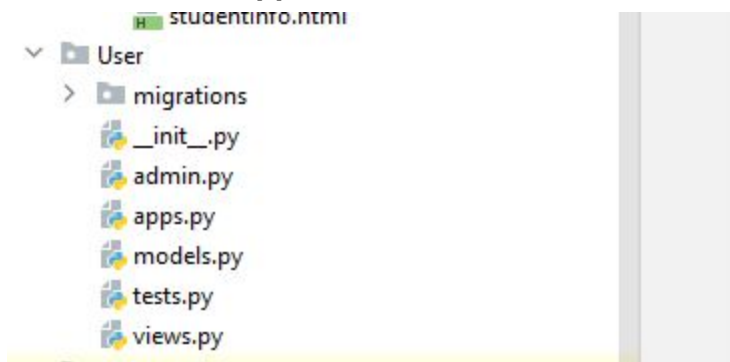 studentinfo.html
User
migrations
__init__.py
admin.py
apps.py
models.py
tests.py
views.py